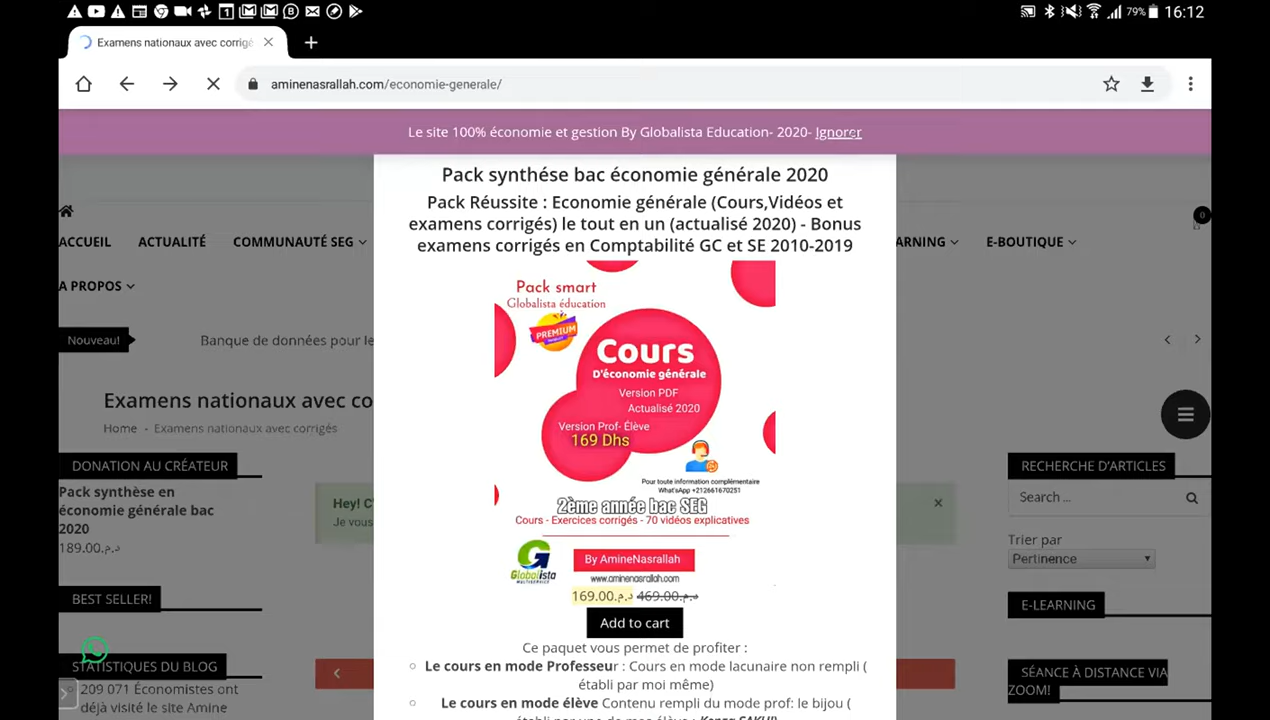 79% 16:12
Examens nationaux avec corrigé
aminenasrallah.com/economie-generale/
Le site 100% économie et gestion By Globalista Education- 2020- Ignorer
Pack synthése bac économie générale 2020
Pack Réussite : Economie générale (Cours,Vidéos et
examens corrigés) le tout en un (actualisé 2020) - Bonus
examens corrigés en Comptabilité GC et SE 2010-2019
0
ACCUEIL ACTUALITÉ COMMUNAUTÉ SEG ARNING E-BOUTIQUE
A PROPOS
Pack smart
Globalista éducation
PREMIUM
Cours
D'économie générale
Version PDF
Actualisé 2020
Version Prof- Élève
169 Dhs
Pour toute information complémentaire
What'sApp +212661670251
2ème année bac SEG
Cours - Exercices corrigés - 70 vidéos explicatives
Globalista
By AmineNasrallah
www.aminenasrallah.com
169.00د.م. 469.00د.م.
Add to cart
Ce paquet vous permet de profiter :
Le cours en mode Professeur : Cours en mode lacunaire non rempli (
établi par moi même)
Le cours en mode élève Contenu rempli du mode prof: le bijou (
Nouveau! Banque de données pour le
Examens nationaux avec co
Home - Examens nationaux avec corrigés
DONATION AU CRÉATEUR
Pack synthèse en
économie générale bac
2020
189.00د.م.
BEST SELLER!
STATISTIQUES DU BLOG
209 071 Économistes ont
déjà visité le site Amine
Hey! C'
Je vous
RECHERCHE D'ARTICLES
Search ...
Trier par
Pertinence
E-LEARNING
SÉANCE À DISTANCE VIA
ZOOM!